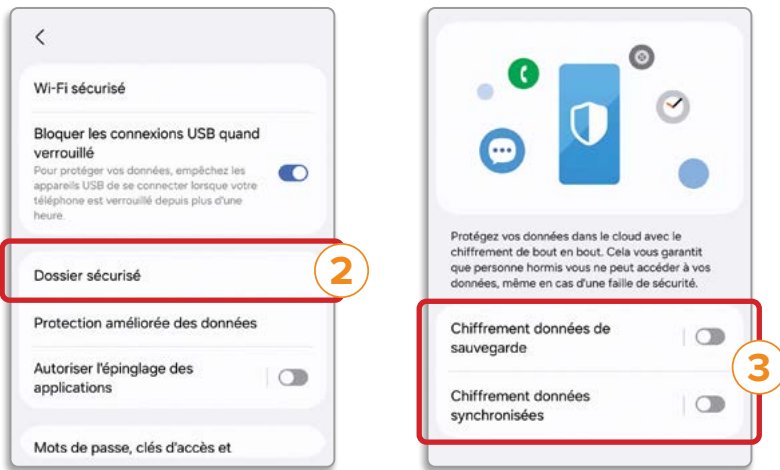 Wi-Fi sécurisé
Bloquer les connexions USB quand
verrouillé
Pour protéger vos données, empêchez les
appareils USB de se connecter lorsque votre
téléphone est verrouillé depuis plus d'une
heure.
Dossier sécurisé
2
Protection améliorée des données
Autoriser l'épinglage des
applications
Mots de passe, clés d'accès et
Protégez vos données dans le cloud avec le
chiffrement de bout en bout. Cela vous garantit
que personne hormis vous ne peut accéder à vos
données, même en cas d'une faille de sécurité.
Chiffrement données de
sauvegarde
3
Chiffrement données
synchronisées